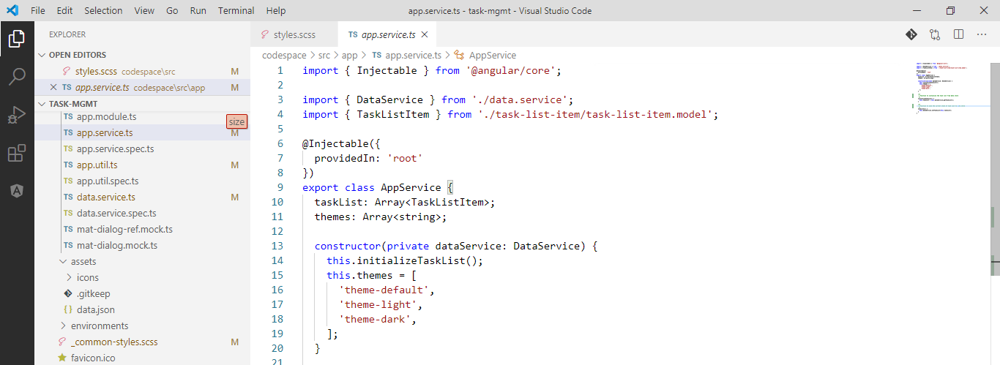 File Edit Selection View Go Run Terminal Help app.service.ts - task-mgmt - Visual Studio Code
EXPLORER
OPEN EDITORS
styles.scss codespace\src M
app.service.ts codespace\src\app M
TASK-MGMT
TS app.module.ts
size
TS app.service.ts M
TS app.service.spec.ts
TS app.util.ts M
TS app.util.spec.ts
TS data.service.ts M
TS data.service.spec.ts
TS mat-dialog-ref.mock.ts
TS mat-dialog.mock.ts
assets
icons
.gitkeep
{ } data.json
environments
_common-styles.scss M
favicon.ico
styles.scss TS app.service.ts
codespace > src > app > TS app.service.ts > AppService
1 import { Injectable } from '@angular/core';
2
3 import { DataService } from './data.service';
4 import { TaskListItem } from './task-list-item/task-list-item.model';
5
6 @Injectable({
7 providedIn: 'root'
8 })
9 export class AppService {
10 taskList: Array<TaskListItem>;
11 themes: Array<string>;
12
13 constructor(private dataService: DataService) {
14 this.initializeTaskList();
15 this.themes = [
16 'theme-default',
17 'theme-light',
18 'theme-dark',
19 ];
20 }
21